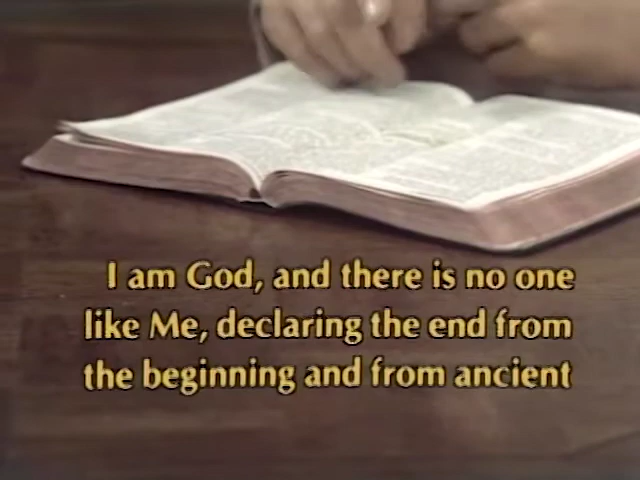 I am God, and there is no one
like Me, declaring the end from
the beginning and from ancient